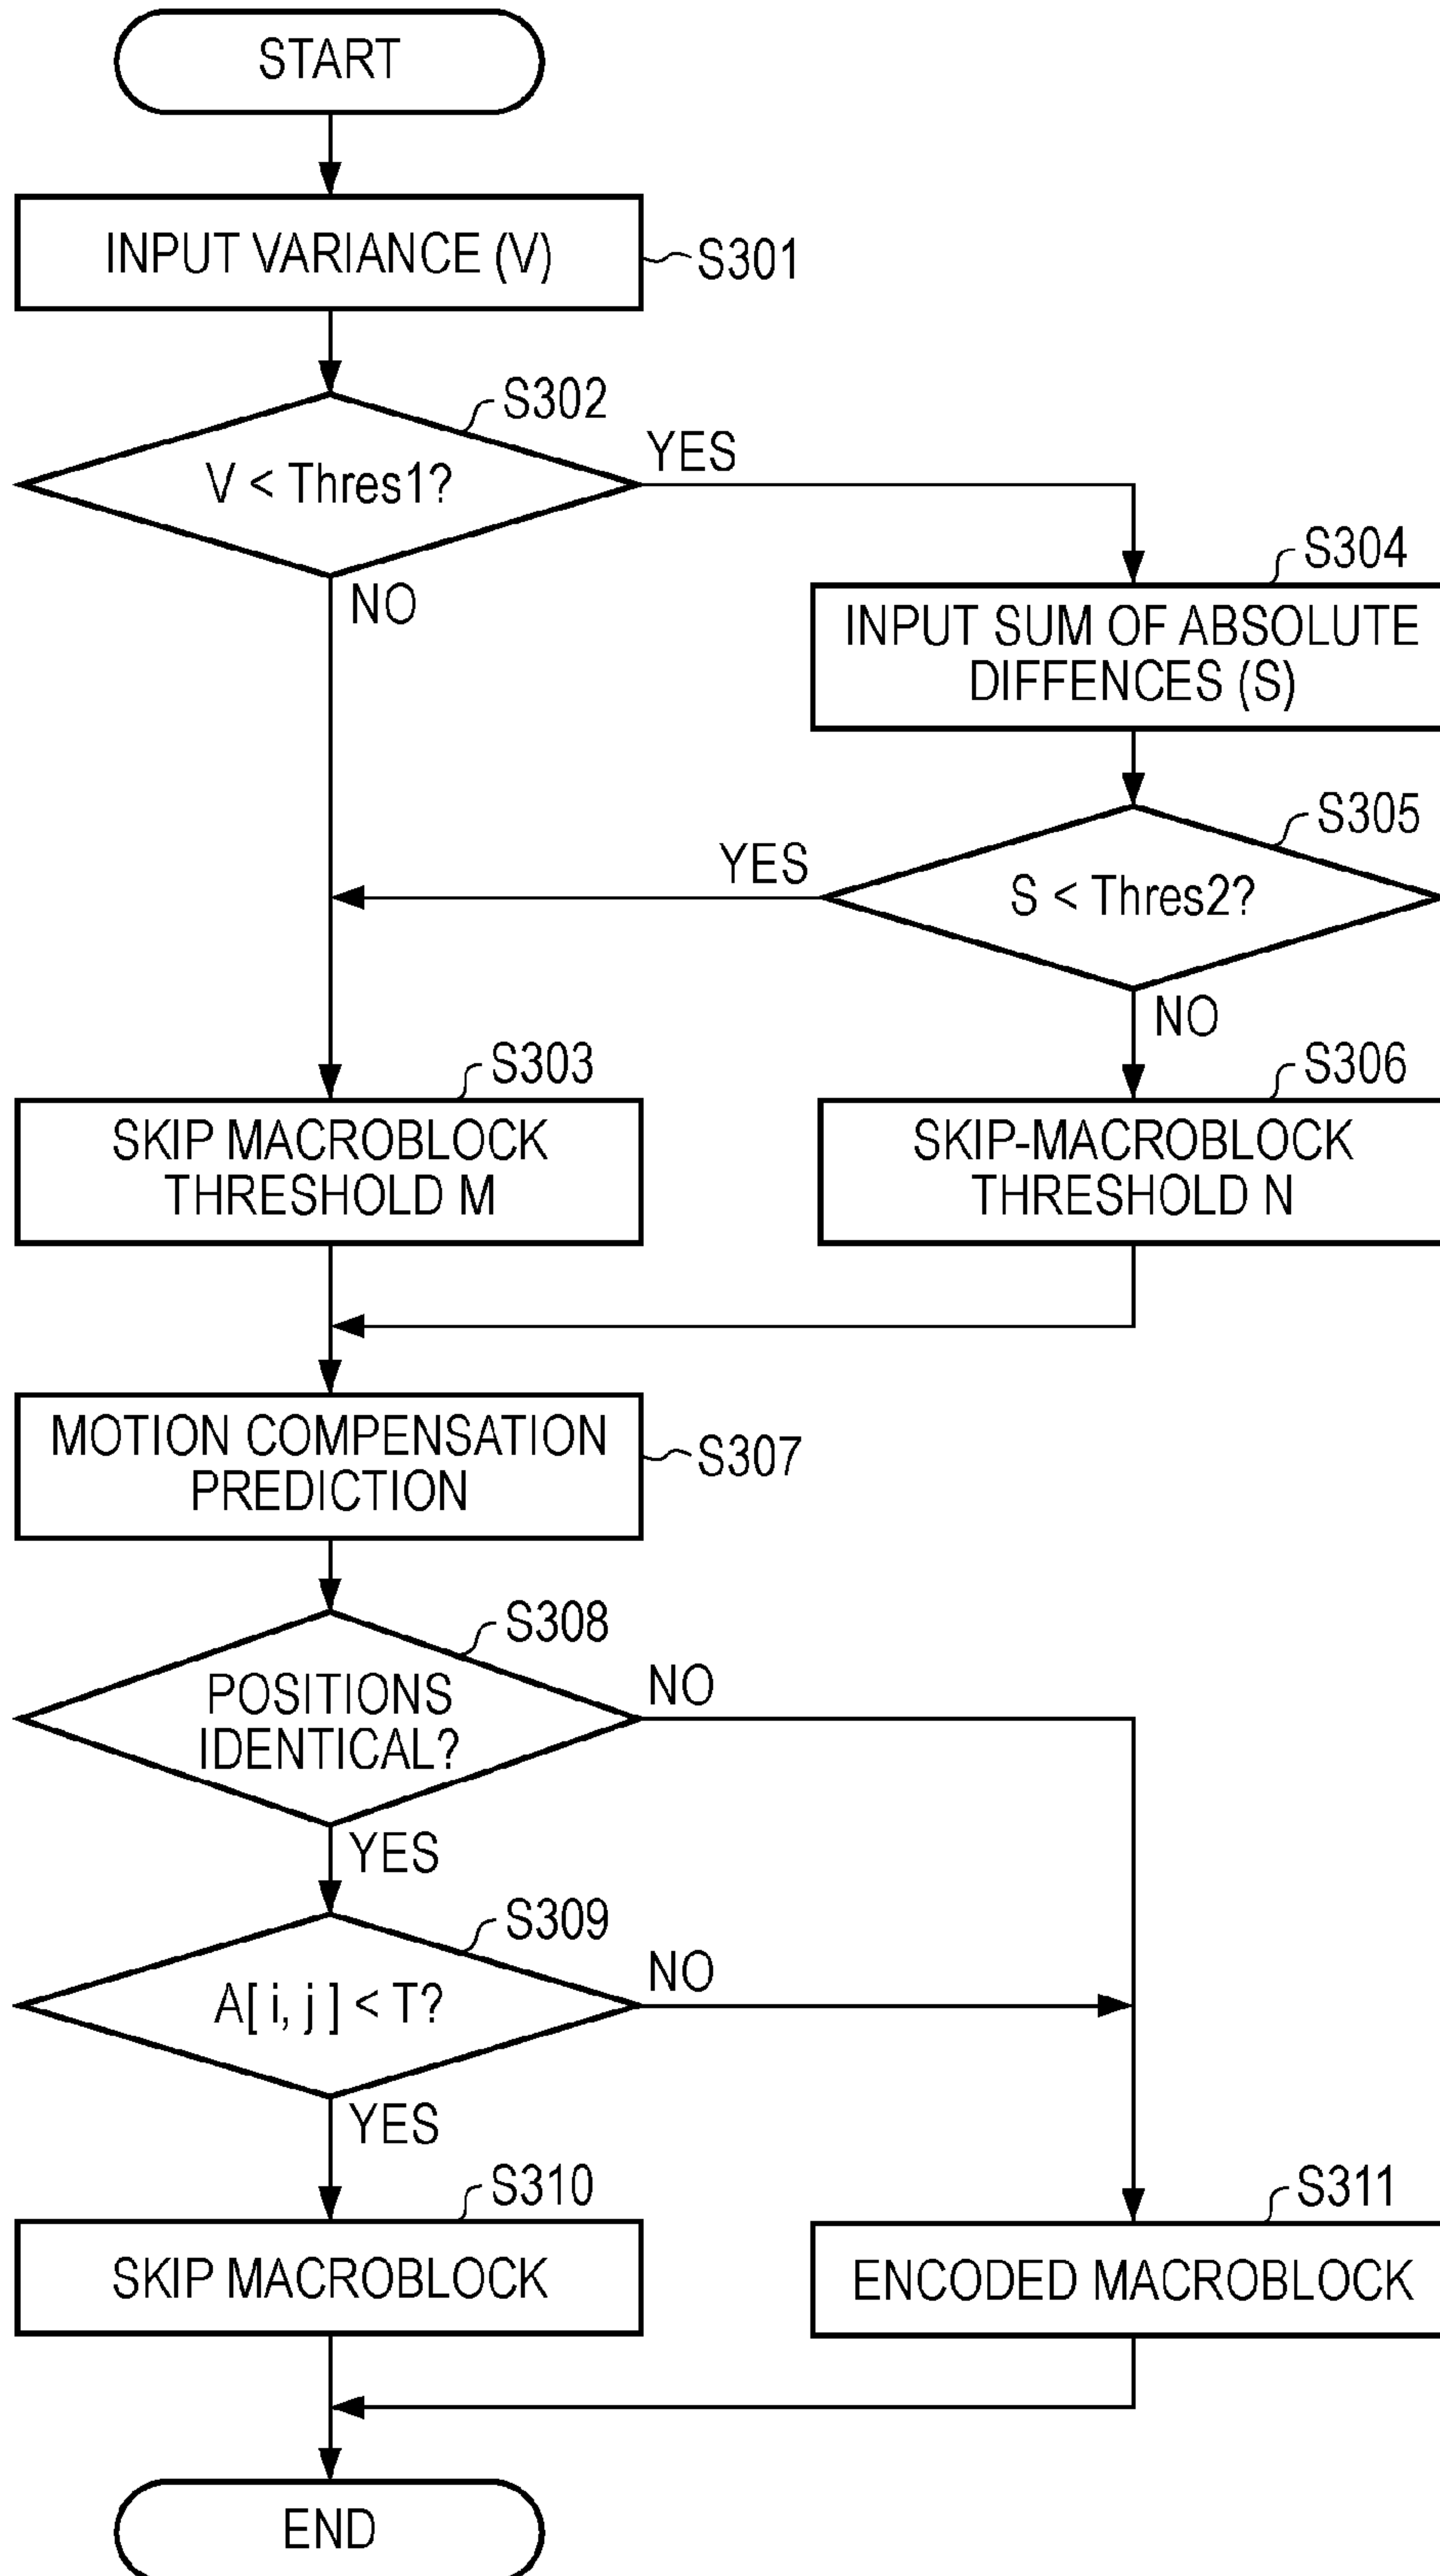 START
INPUT VARIANCE (V)
S301
S302
V < Thres1?
YES
NO
S304
INPUT SUM OF ABSOLUTE
DIFFENCES (S)
S305
S < Thres2?
YES
NO
S303
SKIP MACROBLOCK
THRESHOLD M
S306
SKIP-MACROBLOCK
THRESHOLD N
MOTION COMPENSATION
PREDICTION
S307
S308
POSITIONS
IDENTICAL?
NO
YES
S309
A[ i, j ] < T?
NO
YES
S310
SKIP MACROBLOCK
S311
ENCODED MACROBLOCK
END